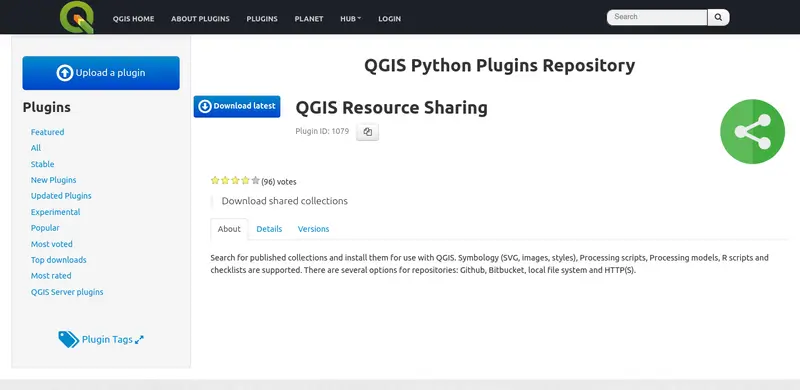 QGIS HOME
ABOUT PLUGINS
PLUGINS
PLANET
HUB
LOGIN
Search
Upload a plugin
Plugins
Featured
All
Stable
New Plugins
Updated Plugins
Experimental
Popular
Most voted
Top downloads
Most rated
QGIS Server plugins
Plugin Tags
QGIS Python Plugins Repository
Download latest
QGIS Resource Sharing
Plugin ID: 1079
(96) votes
Download shared collections
About
Details
Versions
Search for published collections and install them for use with QGIS. Symbology (SVG, images, styles), Processing scripts, Processing models, R scripts and
checklists are supported. There are several options for repositories: Github, Bitbucket, local file system and HTTP(S).